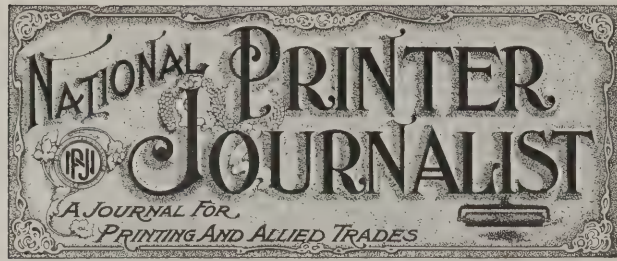 NATIONAL PRINTER
JOURNALIST
A JOURNAL FOR
PRINTING AND ALLIED TRADES